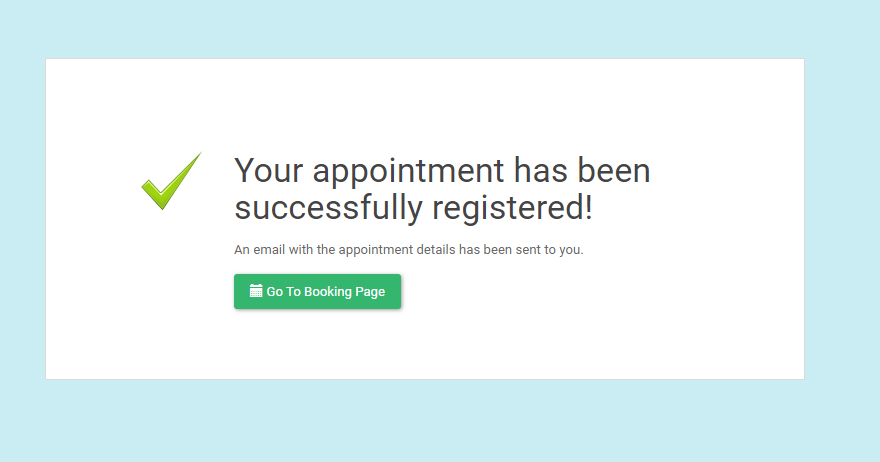 Your appointment has been
successfully registered!
An email with the appointment details has been sent to you.
Go To Booking Page